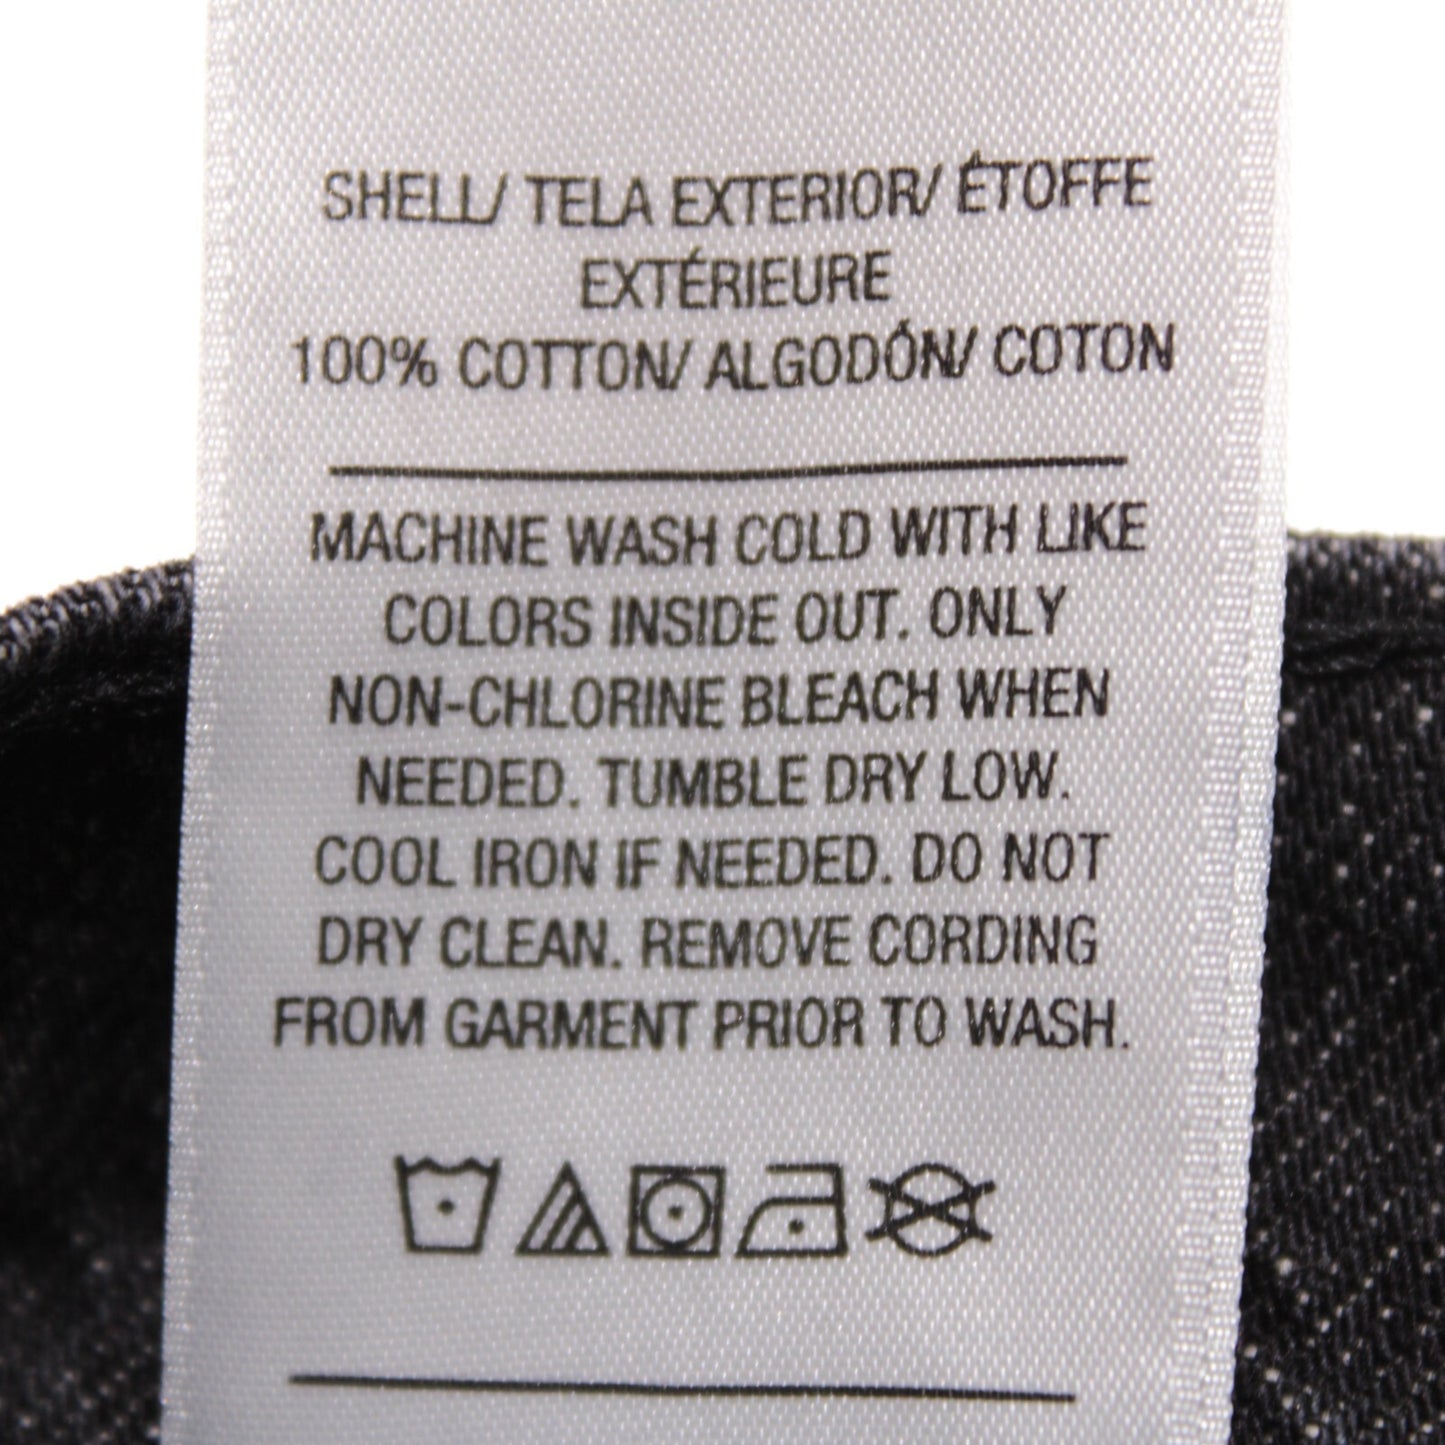 SHELL/ TELA EXTERIOR/ ÉTOFFE
EXTÉRIEURE
100% COTTON/ ALGODÓN/ COTON
MACHINE WASH COLD WITH LIKE
COLORS INSIDE OUT. ONLY
NON-CHLORINE BLEACH WHEN
NEEDED. TUMBLE DRY LOW.
COOL IRON IF NEEDED. DO NOT
DRY CLEAN. REMOVE CORDING
FROM GARMENT PRIOR TO WASH.